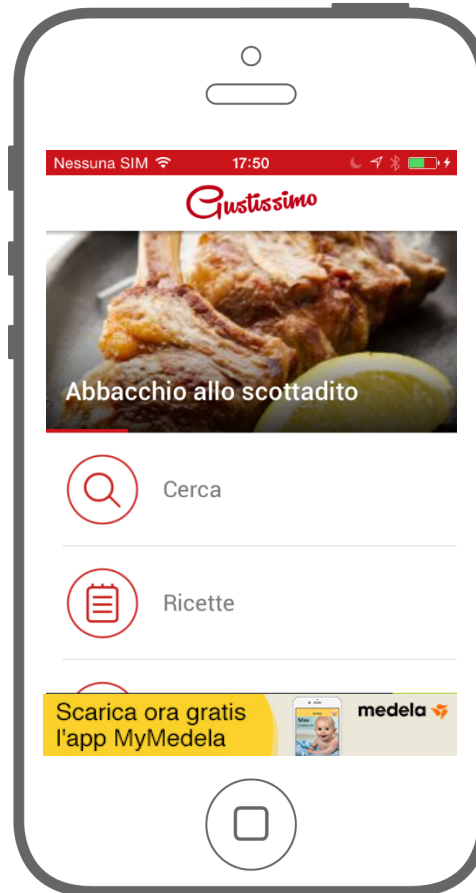 Nessuna SIM 17:50
Gustissimo
Abbacchio allo scottadito
Cerca
Ricette
Scarica ora gratis
l'app MyMedela
medela